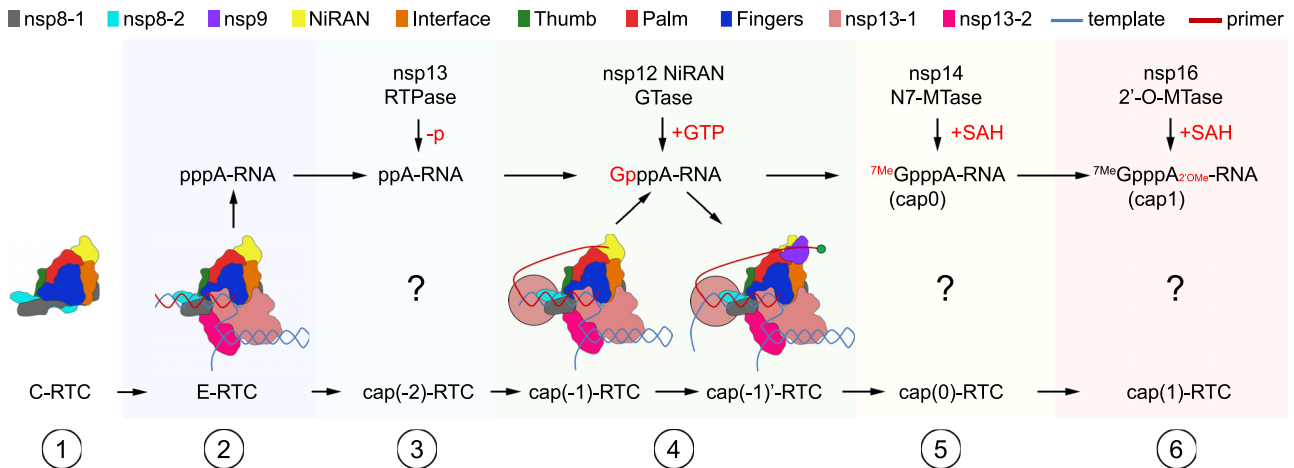 nsp8-1 nsp8-2 nsp9 NiRAN Interface Thumb Palm Fingers nsp13-1 nsp13-2 template primer
nsp13
RTPase
-p
nsp12 NiRAN
GTase
+GTP
nsp14
N7-MTase
+SAH
nsp16
2'-O-MTase
+SAH
pppA-RNA
ppA-RNA
GpppA-RNA
7MeGpppA-RNA
(cap0)
7MeGpppA2'OMe-RNA
(cap1)
?
?
?
C-RTC
E-RTC
cap(-2)-RTC
cap(-1)-RTC
cap(-1)'-RTC
cap(0)-RTC
cap(1)-RTC
1
2
3
4
5
6